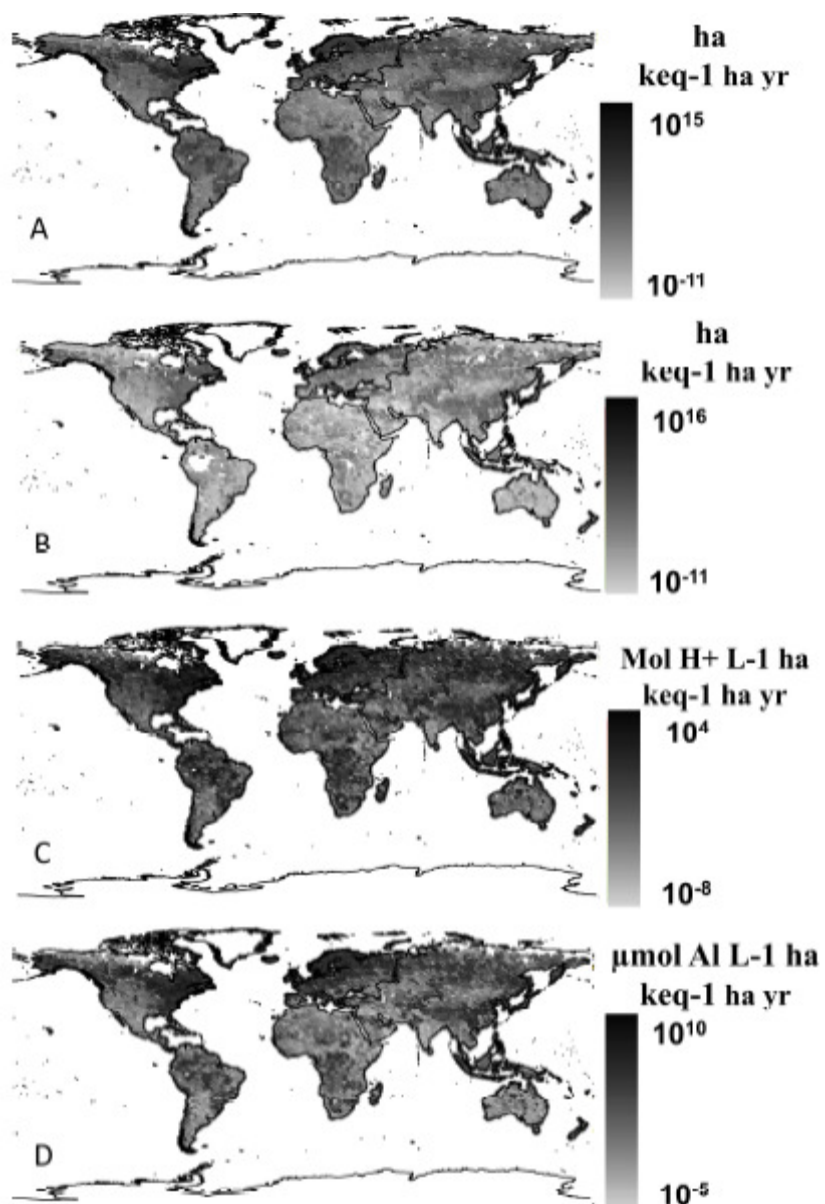 ha
keq-1 ha yr
10¹⁵
10⁻¹¹
A
ha
keq-1 ha yr
10¹⁶
10⁻¹¹
B
Mol H+ L-1 ha
keq-1 ha yr
10⁴
10⁻⁸
C
µmol Al L-1 ha
keq-1 ha yr
10¹⁰
10⁻⁵
D